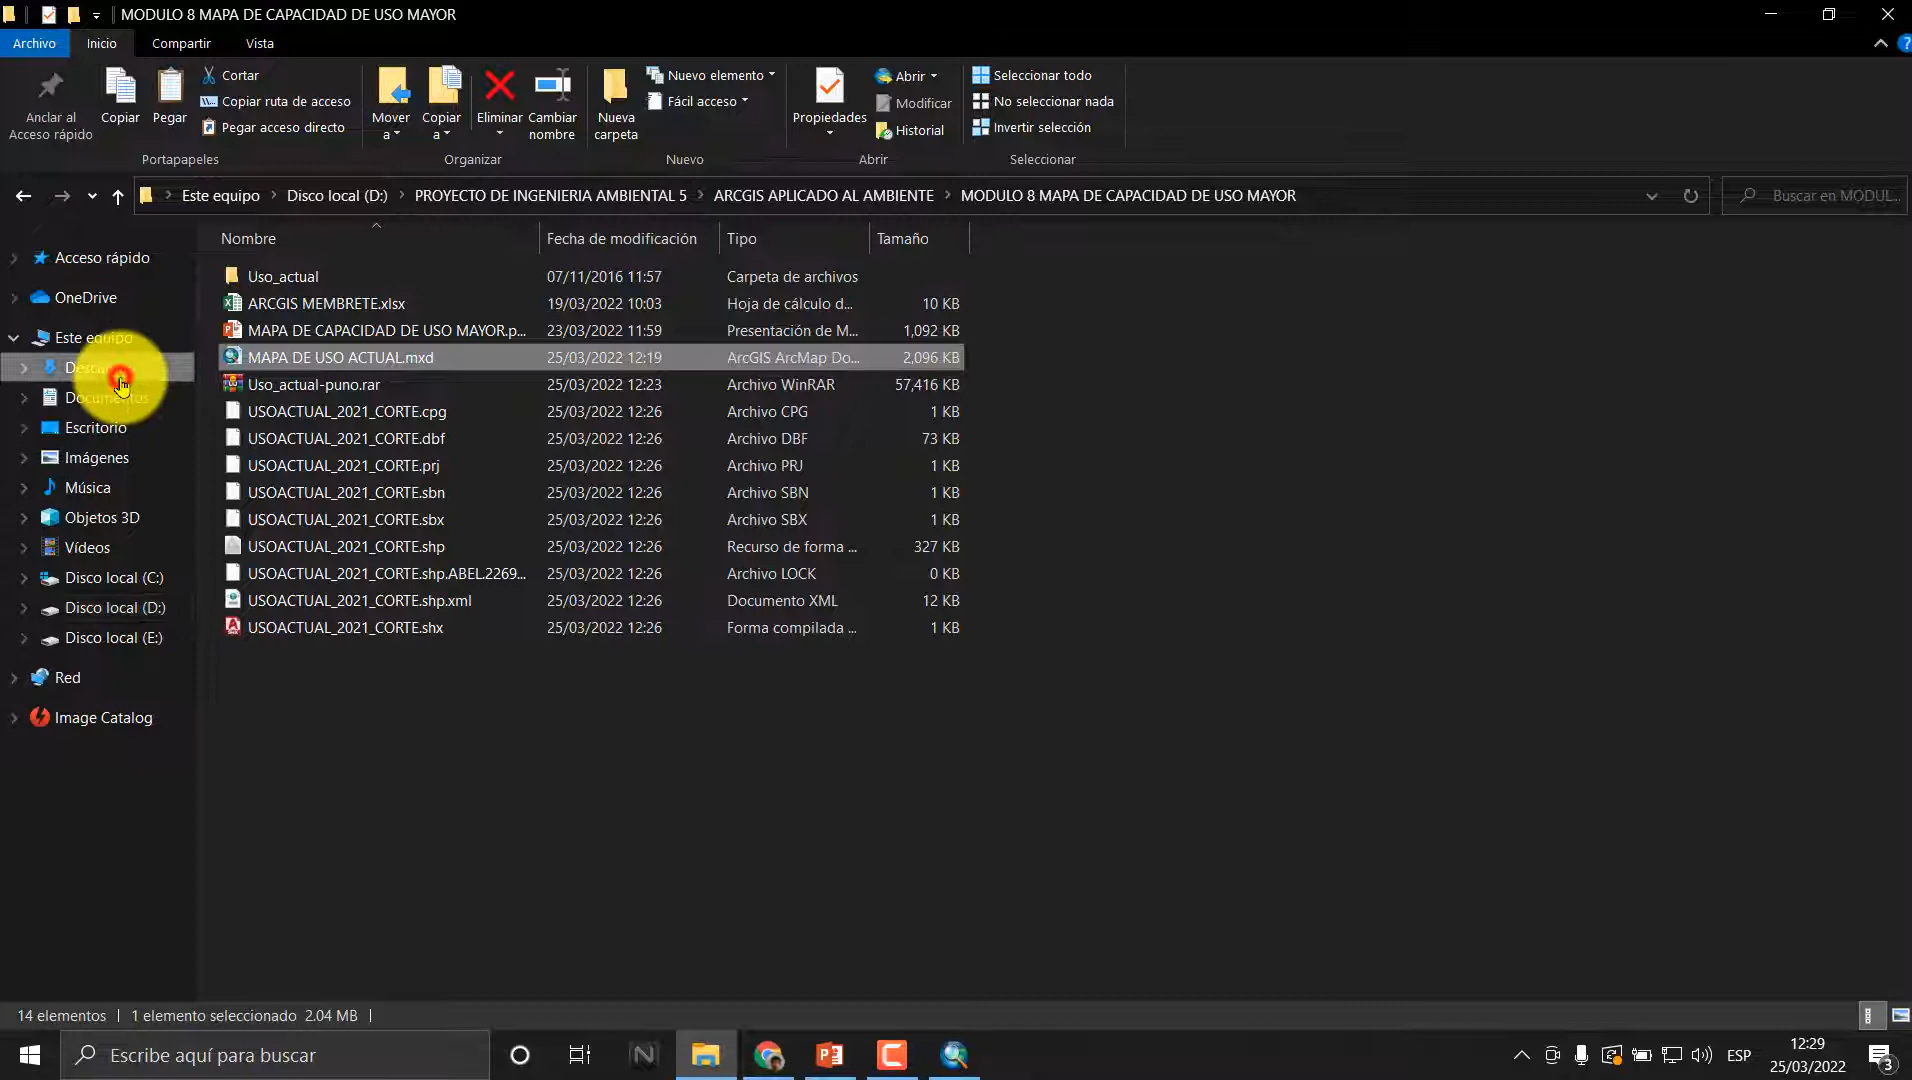 MODULO 8 MAPA DE CAPACIDAD DE USO MAYOR
Archivo Inicio Compartir Vista
Anclar al Acceso rápido
Copiar
Pegar
Cortar
Copiar ruta de acceso
Pegar acceso directo
Portapapeles
Mover a
Copiar a
Eliminar
Cambiar nombre
Organizar
Nueva carpeta
Nuevo elemento
Fácil acceso
Nuevo
Propiedades
Abrir
Modificar
Historial
Abrir
Seleccionar todo
No seleccionar nada
Invertir selección
Seleccionar
Este equipo > Disco local (D:) > PROYECTO DE INGENIERIA AMBIENTAL 5 > ARCGIS APLICADO AL AMBIENTE > MODULO 8 MAPA DE CAPACIDAD DE USO MAYOR
Buscar en MODUL...
Acceso rápido
OneDrive
Este equipo
Documentos
Escritorio
Imágenes
Música
Objetos 3D
Vídeos
Disco local (C:)
Disco local (D:)
Disco local (E:)
Red
Image Catalog
Nombre Fecha de modificación Tipo Tamaño
Uso_actual 07/11/2016 11:57 Carpeta de archivos
ARCGIS MEMBRETE.xlsx 19/03/2022 10:03 Hoja de cálculo d... 10 KB
MAPA DE CAPACIDAD DE USO MAYOR.p... 23/03/2022 11:59 Presentación de M... 1,092 KB
MAPA DE USO ACTUAL.mxd 25/03/2022 12:19 ArcGIS ArcMap Do... 2,096 KB
Uso_actual-puno.rar 25/03/2022 12:23 Archivo WinRAR 57,416 KB
USOACTUAL_2021_CORTE.cpg 25/03/2022 12:26 Archivo CPG 1 KB
USOACTUAL_2021_CORTE.dbf 25/03/2022 12:26 Archivo DBF 73 KB
USOACTUAL_2021_CORTE.prj 25/03/2022 12:26 Archivo PRJ 1 KB
USOACTUAL_2021_CORTE.sbn 25/03/2022 12:26 Archivo SBN 1 KB
USOACTUAL_2021_CORTE.sbx 25/03/2022 12:26 Archivo SBX 1 KB
USOACTUAL_2021_CORTE.shp 25/03/2022 12:26 Recurso de forma ... 327 KB
USOACTUAL_2021_CORTE.shp.ABEL.2269... 25/03/2022 12:26 Archivo LOCK 0 KB
USOACTUAL_2021_CORTE.shp.xml 25/03/2022 12:26 Documento XML 12 KB
USOACTUAL_2021_CORTE.shx 25/03/2022 12:26 Forma compilada ... 1 KB
14 elementos 1 elemento seleccionado 2.04 MB
Escribe aquí para buscar
ESP
12:29
25/03/2022
3